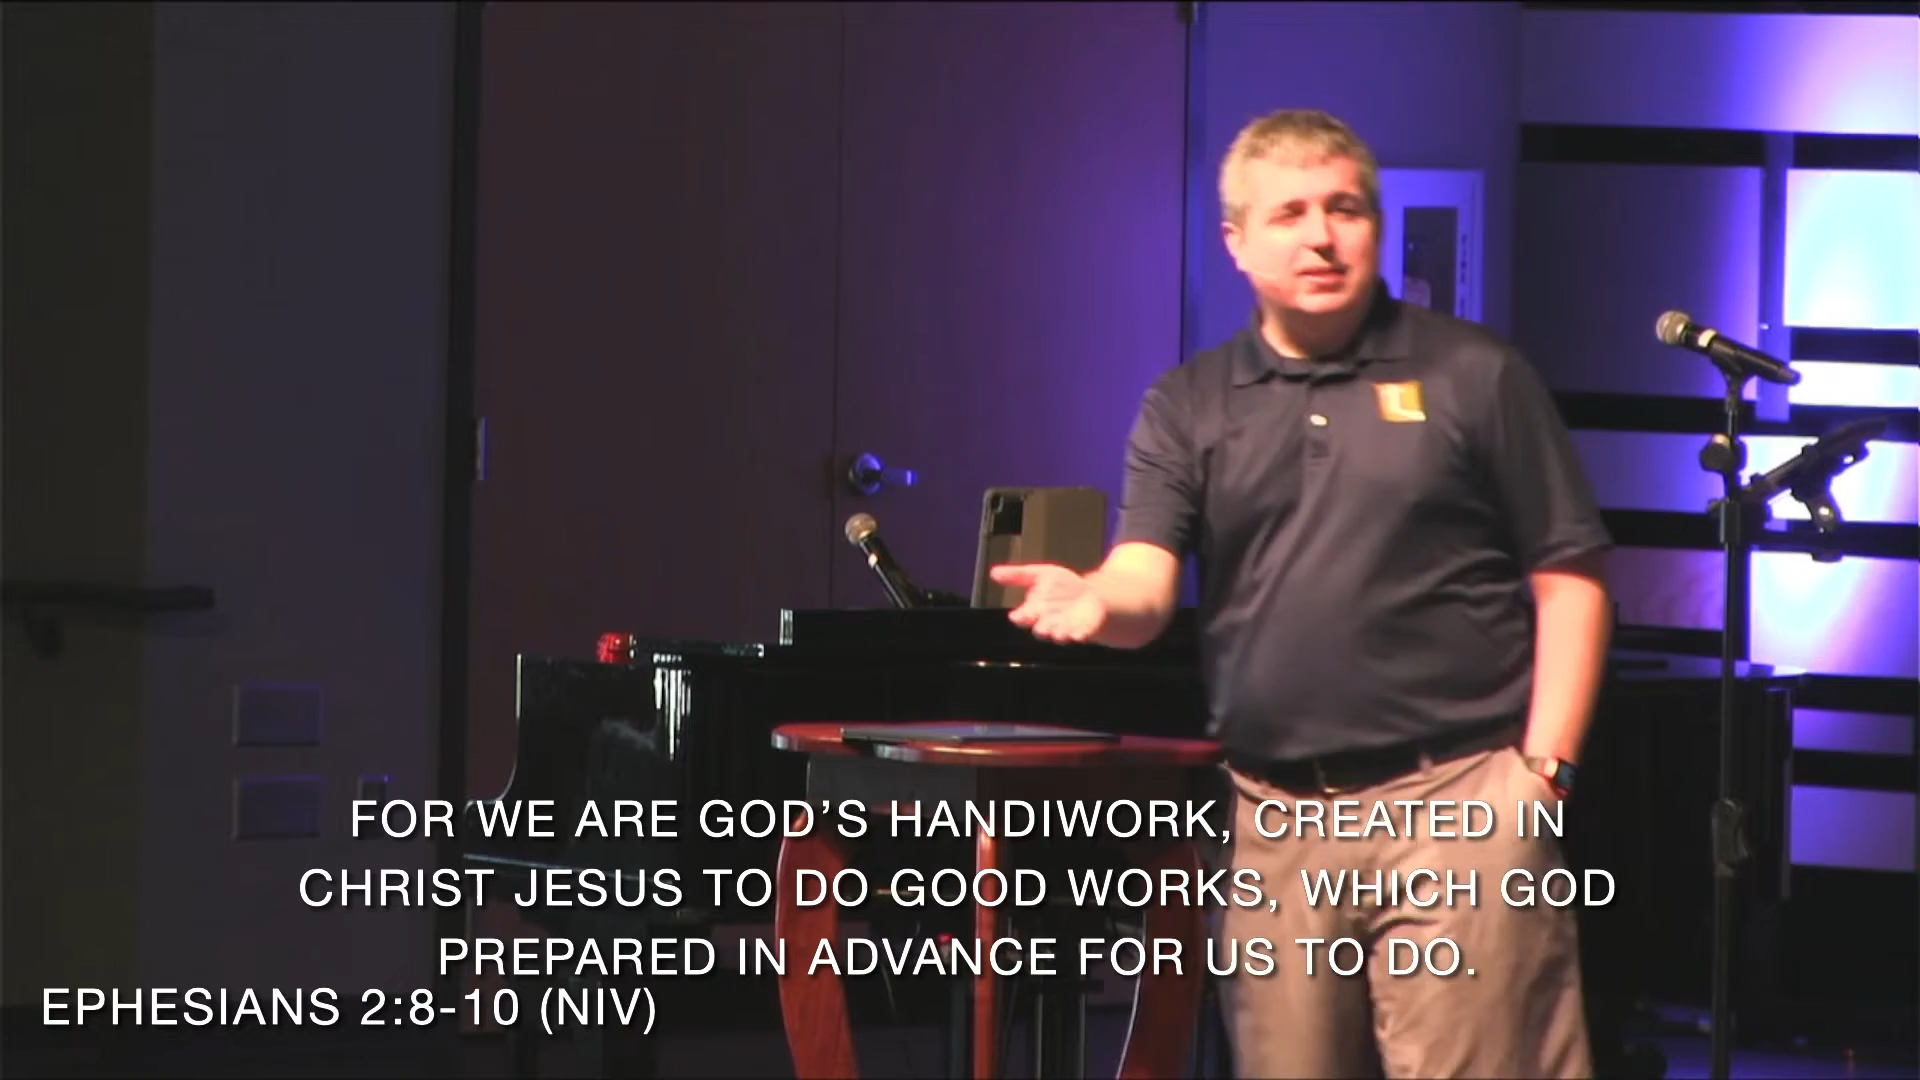 FOR WE ARE GOD’S HANDIWORK, CREATED IN
CHRIST JESUS TO DO GOOD WORKS, WHICH GOD
PREPARED IN ADVANCE FOR US TO DO.
EPHESIANS 2:8-10 (NIV)